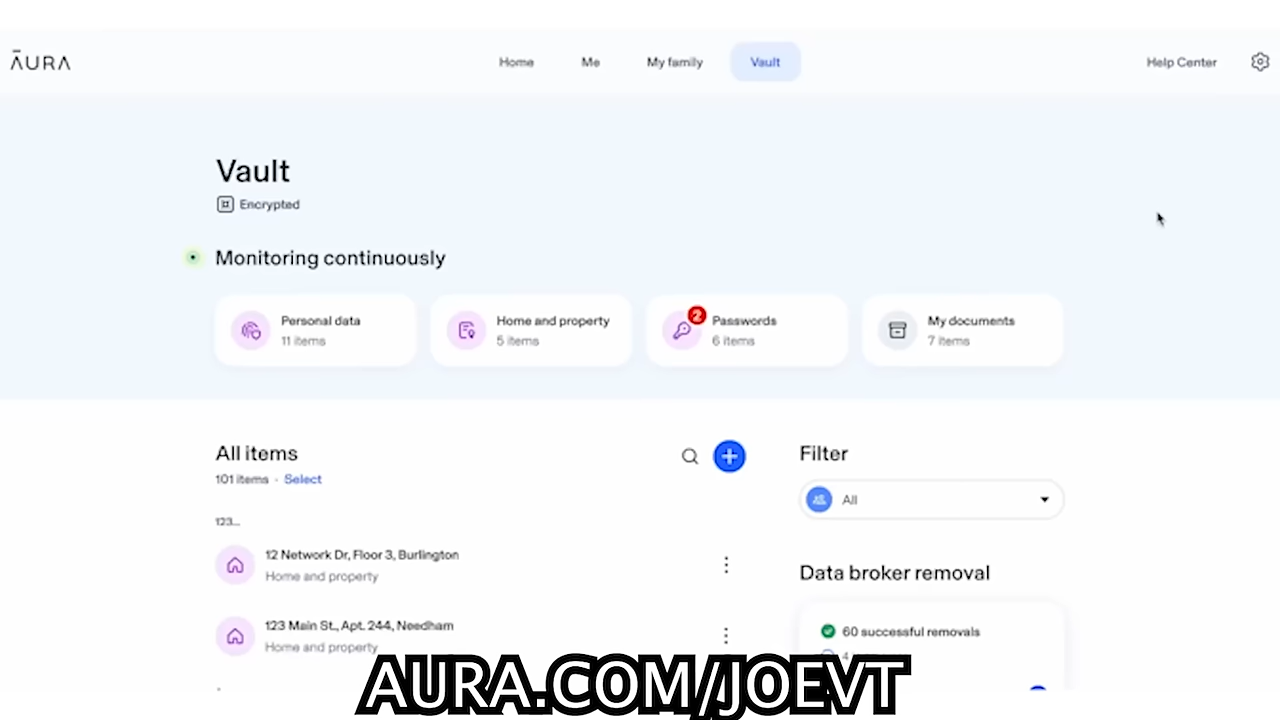 AURA
Home
Me
My family
Vault
Help Center
Vault
Encrypted
Monitoring continuously
Personal data
11 items
Home and property
5 items
2
Passwords
6 items
My documents
7 items
All items
101 items · Select
Filter
All
123...
12 Network Dr, Floor 3, Burlington
Home and property
Data broker removal
123 Main St., Apt. 244, Needham
Home and property
60 successful removals
AURA.COM/JOEVT